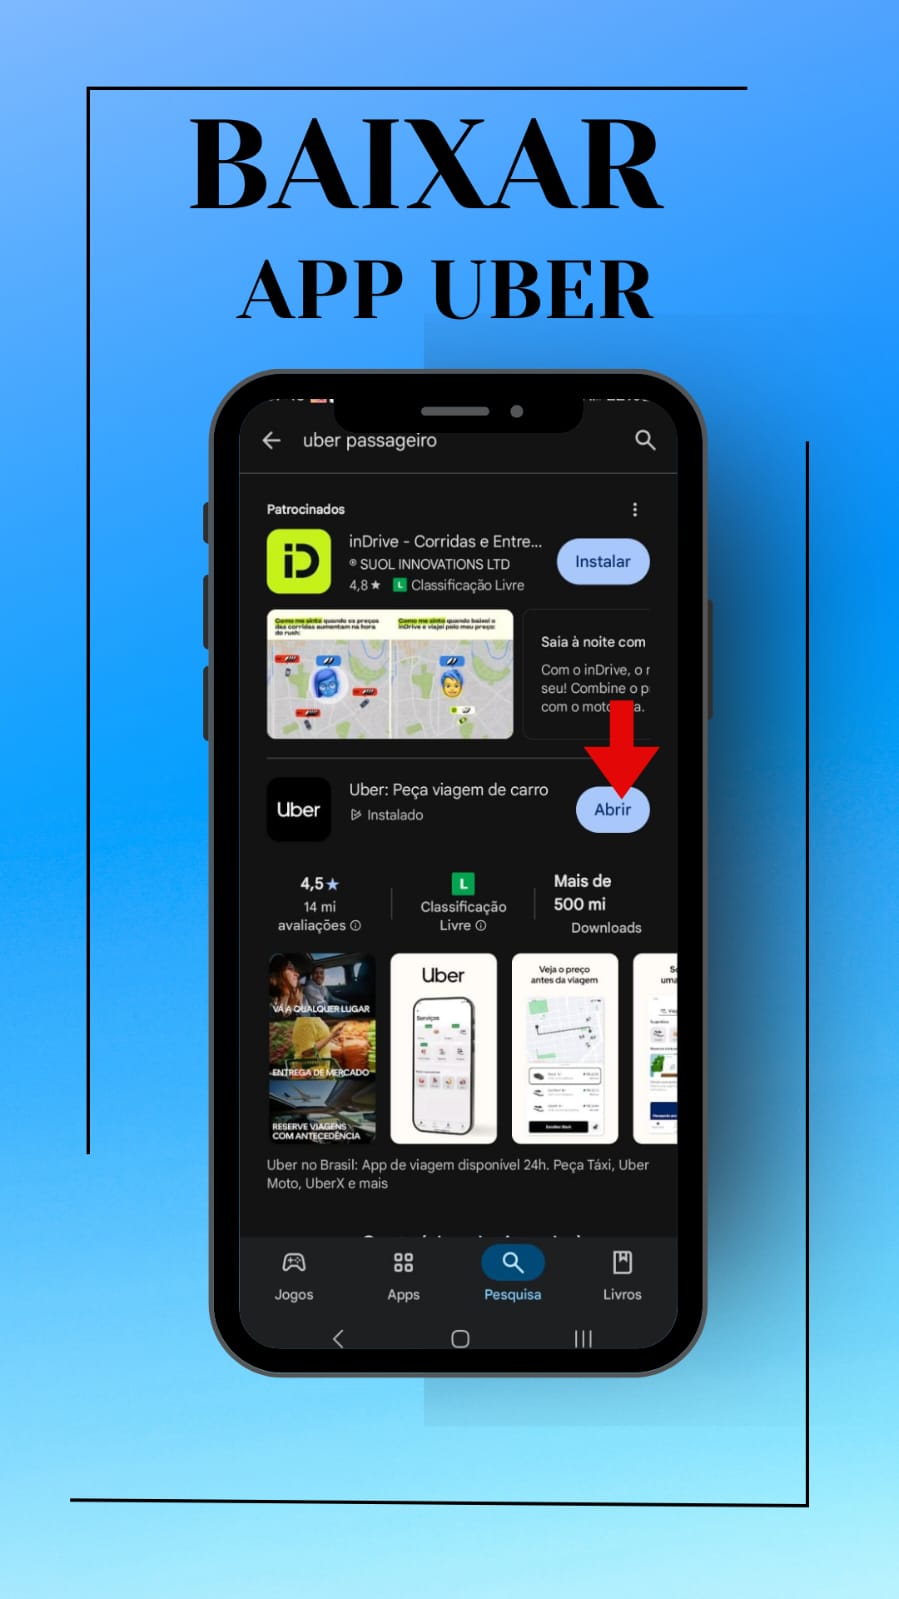 BAIXAR
APP UBER
uber passageiro
Patrocinados
inDrive - Corridas e Entre...
® SUOL INNOVATIONS LTD
4,8★ L Classificação Livre
Instalar
Como me sinto quando os preços
das corridas aumentam na hora
do rush:
Como me sinto quando baixei o
inDrive e viajei pelo meu preço:
Saia à noite com
Com o inDrive, o r
seu! Combine o p
com o
Uber
Uber: Peça viagem de carro
Instalado
Abrir
4,5★
14 mi
avaliações
L
Classificação
Livre
Mais de
500 mi
Downloads
VÁ A QUALQUER LUGAR
ENTREGA DE MERCADO
RESERVE VIAGENS
COM ANTECEDÊNCIA
Uber
Serviços
Veja o preço
antes da viagem
uma
Uber no Brasil: App de viagem disponível 24h. Peça Táxi, Uber
Moto, UberX e mais
Jogos
Apps
Pesquisa
Livros